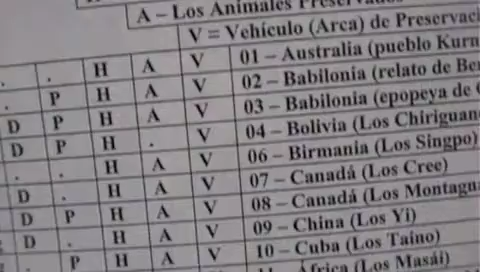 A – Los Animales
V = Vehículo (Arca) de
. . H A V 01 – Australia (pueblo
. P H A V 02 – Babilonia (relato de
D P H A V 03 – Babilonia (epopeya de
D P H . V 04 – Bolivia (Los
. . H A V 06 – Birmania (Los Singpo)
D . H A V 07 – Canadá (Los Cree)
D P H A V 08 – Canadá (Los
D . H A V 09 – China (Los Yi)
. P H A V 10 – Cuba (Los Taíno)
África (Los Masái)